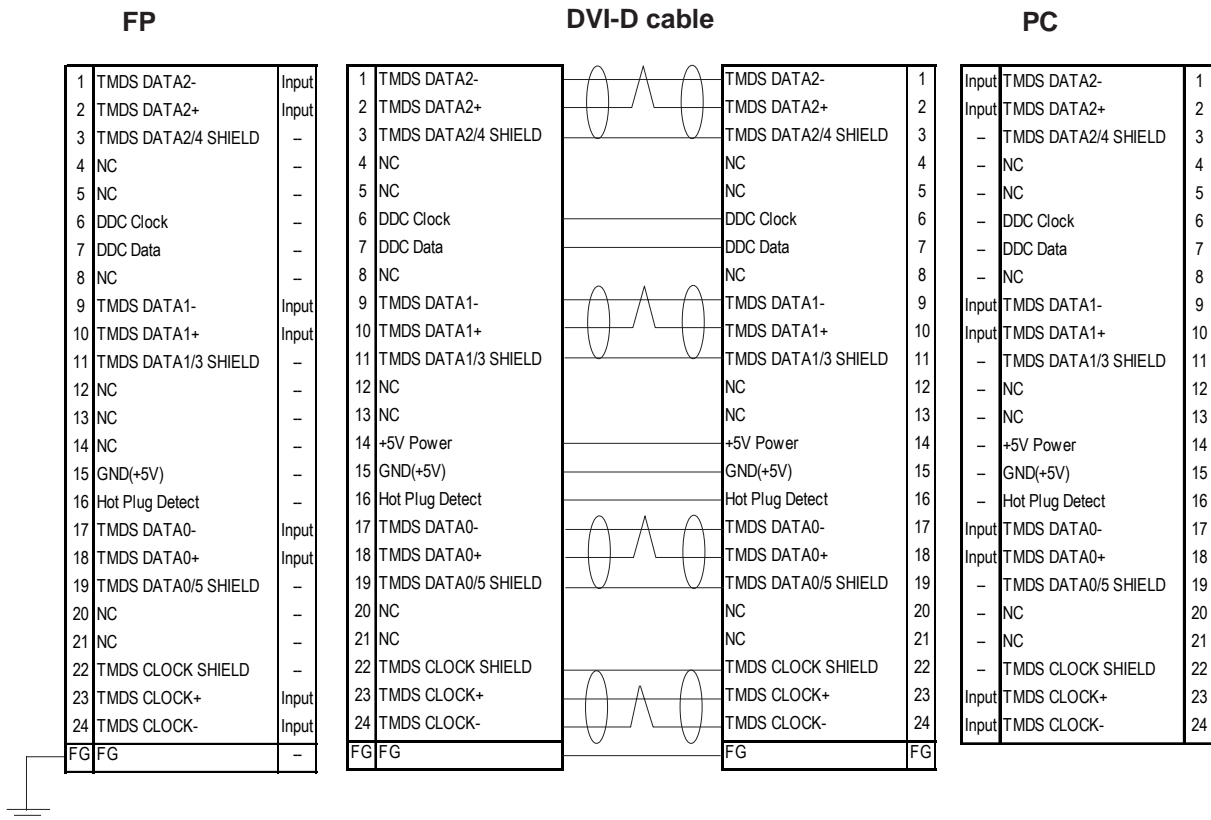 FP DVI-D cable PC
1 TMDS DATA2- Input 1 TMDS DATA2- TMDS DATA2- 1 Input TMDS DATA2- 1
2 TMDS DATA2+ Input 2 TMDS DATA2+ TMDS DATA2+ 2 Input TMDS DATA2+ 2
3 TMDS DATA2/4 SHIELD – 3 TMDS DATA2/4 SHIELD TMDS DATA2/4 SHIELD 3 – TMDS DATA2/4 SHIELD 3
4 NC – 4 NC NC 4 – NC 4
5 NC – 5 NC NC 5 – NC 5
6 DDC Clock – 6 DDC Clock DDC Clock 6 – DDC Clock 6
7 DDC Data – 7 DDC Data DDC Data 7 – DDC Data 7
8 NC – 8 NC NC 8 – NC 8
9 TMDS DATA1- Input 9 TMDS DATA1- TMDS DATA1- 9 Input TMDS DATA1- 9
10 TMDS DATA1+ Input 10 TMDS DATA1+ TMDS DATA1+ 10 Input TMDS DATA1+ 10
11 TMDS DATA1/3 SHIELD – 11 TMDS DATA1/3 SHIELD TMDS DATA1/3 SHIELD 11 – TMDS DATA1/3 SHIELD 11
12 NC – 12 NC NC 12 – NC 12
13 NC – 13 NC NC 13 – NC 13
14 NC – 14 +5V Power +5V Power 14 – +5V Power 14
15 GND(+5V) – 15 GND(+5V) GND(+5V) 15 – GND(+5V) 15
16 Hot Plug Detect – 16 Hot Plug Detect Hot Plug Detect 16 – Hot Plug Detect 16
17 TMDS DATA0- Input 17 TMDS DATA0- TMDS DATA0- 17 Input TMDS DATA0- 17
18 TMDS DATA0+ Input 18 TMDS DATA0+ TMDS DATA0+ 18 Input TMDS DATA0+ 18
19 TMDS DATA0/5 SHIELD – 19 TMDS DATA0/5 SHIELD TMDS DATA0/5 SHIELD 19 – TMDS DATA0/5 SHIELD 19
20 NC – 20 NC NC 20 – NC 20
21 NC – 21 NC NC 21 – NC 21
22 TMDS CLOCK SHIELD – 22 TMDS CLOCK SHIELD TMDS CLOCK SHIELD 22 – TMDS CLOCK SHIELD 22
23 TMDS CLOCK+ Input 23 TMDS CLOCK+ TMDS CLOCK+ 23 Input TMDS CLOCK+ 23
24 TMDS CLOCK- Input 24 TMDS CLOCK- TMDS CLOCK- 24 Input TMDS CLOCK- 24
FG FG – FG FG FG FG